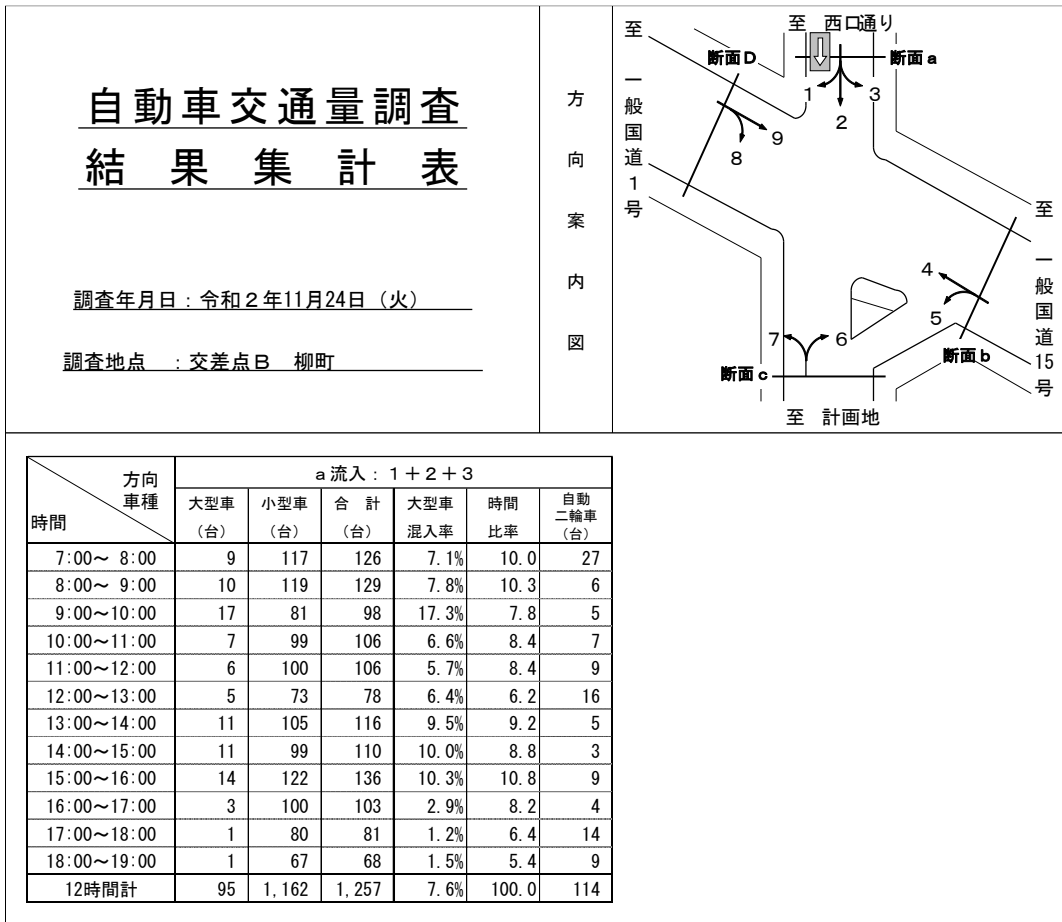 自動車交通量調査
結果集計表
調査年月日：令和２年11月24日（火）
調査地点　：交差点Ｂ　柳町
方向案内図
至　西口通り
至　一般国道１号
断面Ｄ
断面ａ
1
2
3
9
8
至　一般国道15号
4
5
7
6
断面ｂ
断面ｃ
至　計画地
方向
車種
時間
ａ流入：１＋２＋３
大型車（台） 小型車（台） 合　計（台） 大型車混入率 時間比率 自動二輪車（台）
7:00～ 8:00 9 117 126 7.1% 10.0 27
8:00～ 9:00 10 119 129 7.8% 10.3 6
9:00～10:00 17 81 98 17.3% 7.8 5
10:00～11:00 7 99 106 6.6% 8.4 7
11:00～12:00 6 100 106 5.7% 8.4 9
12:00～13:00 5 73 78 6.4% 6.2 16
13:00～14:00 11 105 116 9.5% 9.2 5
14:00～15:00 11 99 110 10.0% 8.8 3
15:00～16:00 14 122 136 10.3% 10.8 9
16:00～17:00 3 100 103 2.9% 8.2 4
17:00～18:00 1 80 81 1.2% 6.4 14
18:00～19:00 1 67 68 1.5% 5.4 9
12時間計 95 1,162 1,257 7.6% 100.0 114